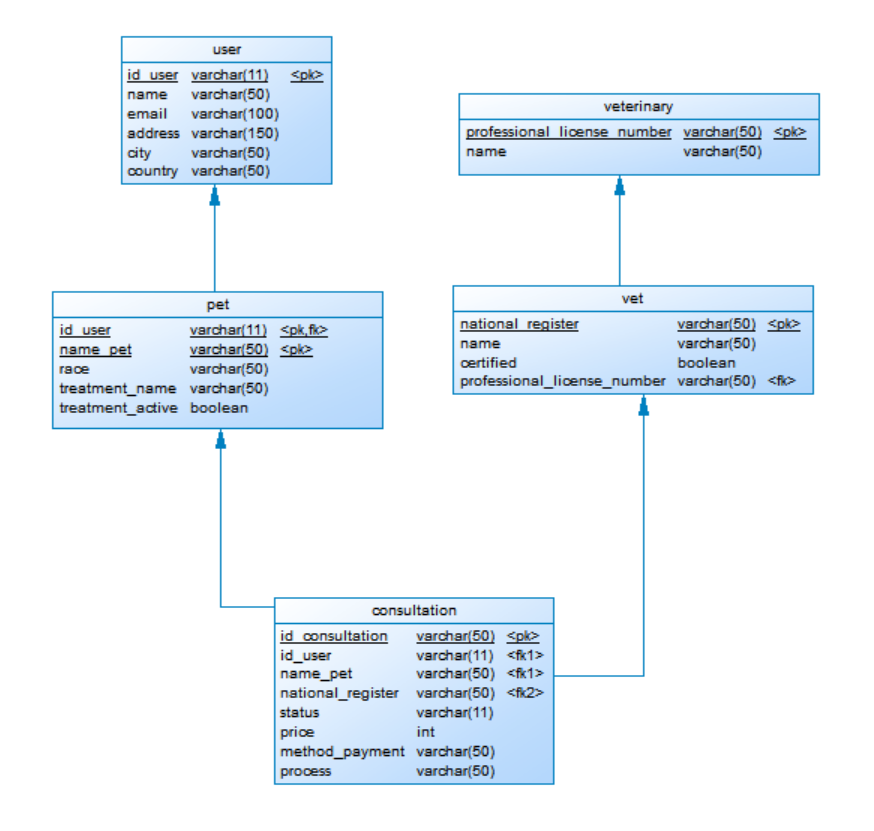 user
id_user varchar(11) <pk>
name varchar(50)
email varchar(100)
address varchar(150)
city varchar(50)
country varchar(50)
veterinary
professional_license_number varchar(50) <pk>
name varchar(50)
pet
id_user varchar(11) <pk,fk>
name_pet varchar(50) <pk>
race varchar(50)
treatment_name varchar(50)
treatment_active boolean
vet
national_register varchar(50) <pk>
name varchar(50)
certified boolean
professional_license_number varchar(50) <fk>
consultation
id_consultation varchar(50) <pk>
id_user varchar(11) <fk1>
name_pet varchar(50) <fk1>
national_register varchar(50) <fk2>
status varchar(11)
price int
method_payment varchar(50)
process varchar(50)